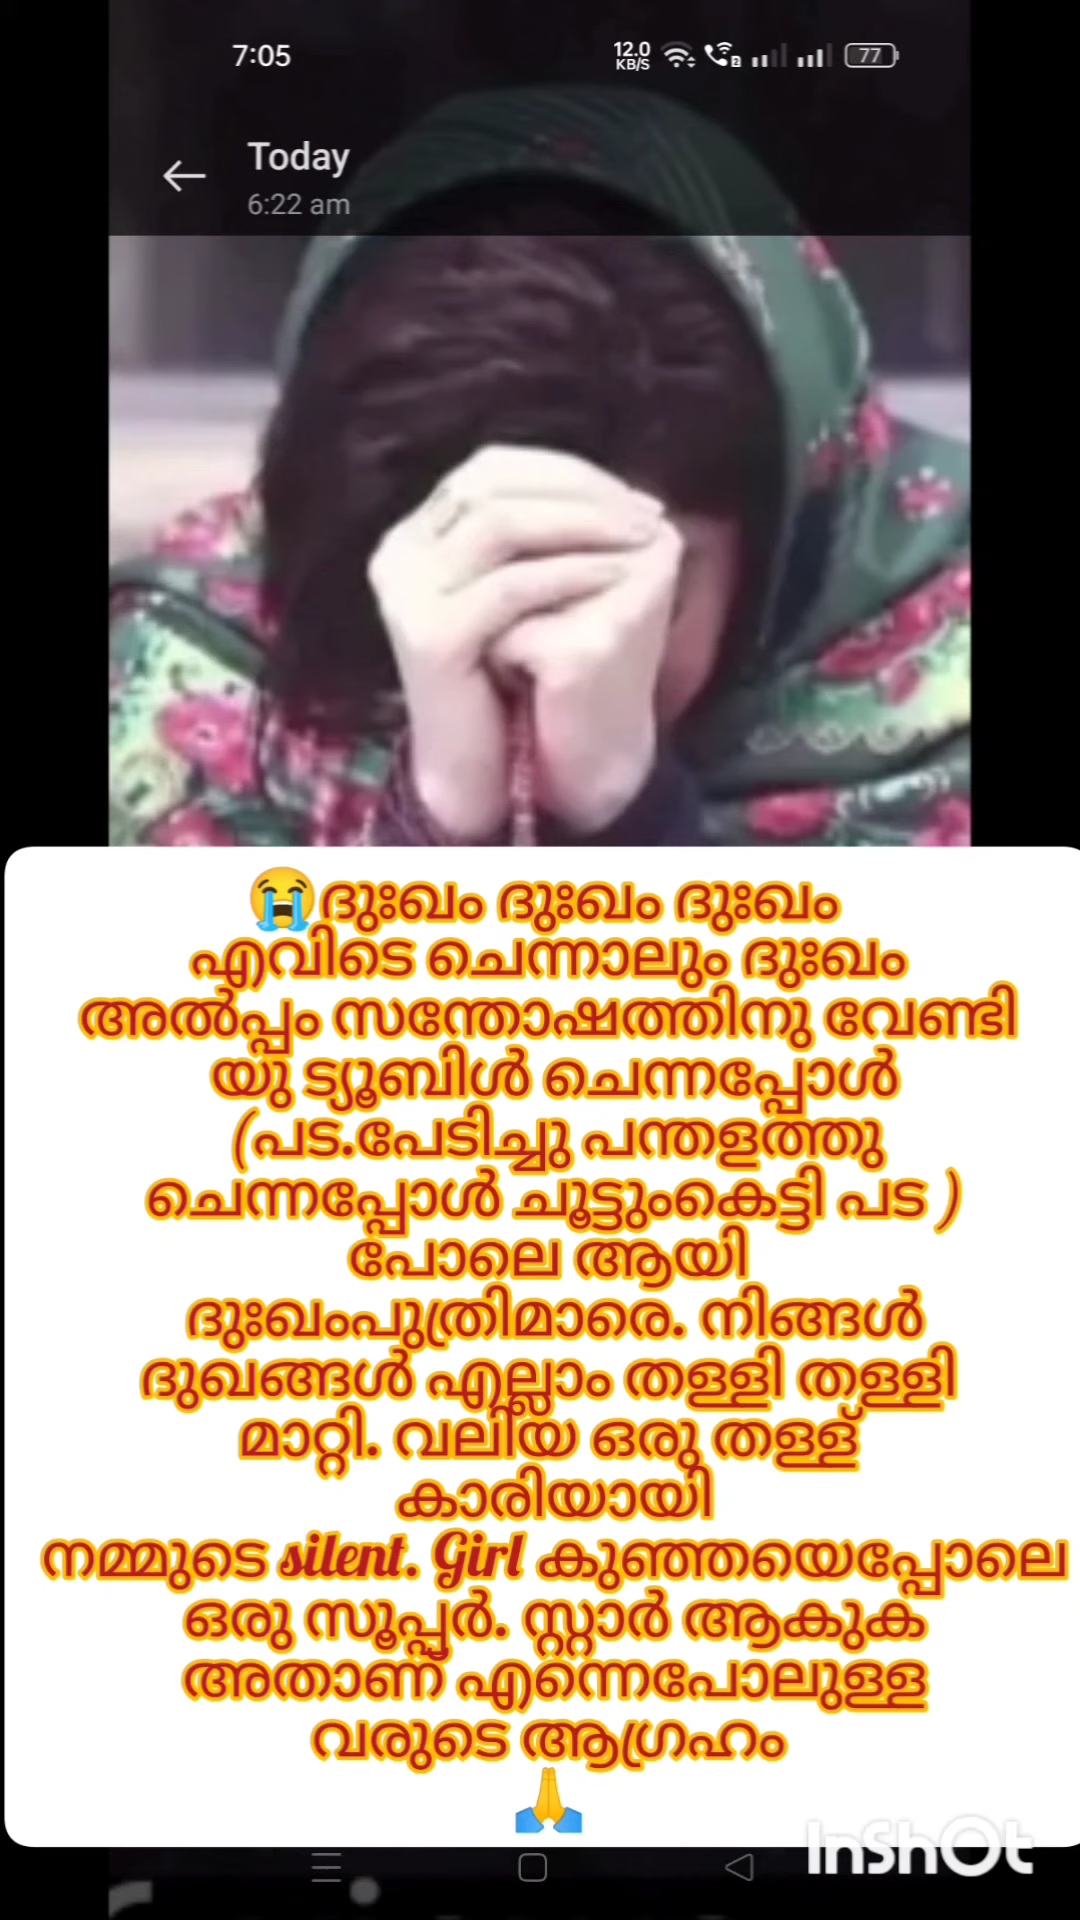 7:05
12.0 KB/S
2
77
Today
6:22 am
😭ദുഃഖം ദുഃഖം ദുഃഖം
എവിടെ ചെന്നാലും ദുഃഖം
അൽപ്പം സന്തോഷത്തിനു വേണ്ടി
യു ട്യൂബിൽ ചെന്നപ്പോൾ
(പട.പേടിച്ചു പന്തളത്തു
ചെന്നപ്പോൾ ചൂട്ടുംകെട്ടി പട )
പോലെ ആയി
ദുഃഖംപുത്രിമാരെ. നിങ്ങൾ
ദുഖങ്ങൾ എല്ലാം തള്ളി തള്ളി
മാറ്റി. വലിയ ഒരു തള്ള്
കാരിയായി
നമ്മുടെ silent. Girl കുഞ്ഞയെപ്പോലെ
ഒരു സൂപ്പർ. സ്റ്റാർ ആകുക
അതാണ് എന്നെപോലുള്ള
വരുടെ ആഗ്രഹം
🙏
InShOt